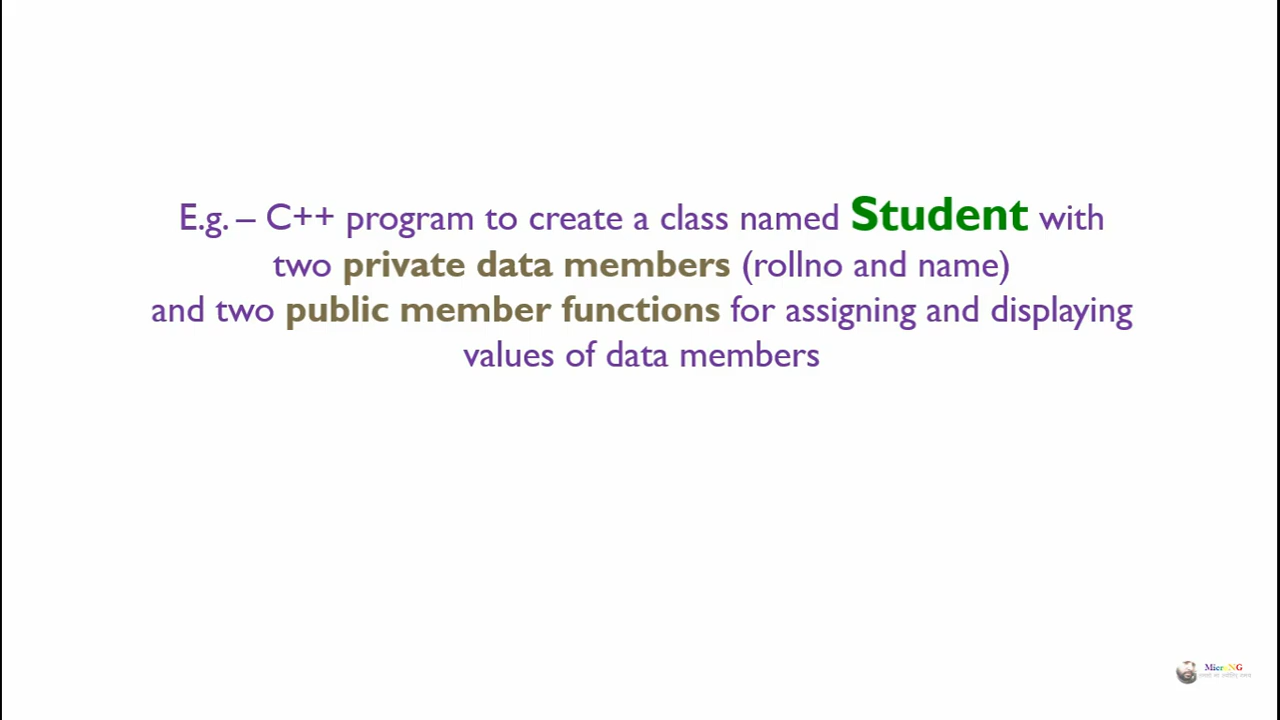 E.g. – C++ program to create a class named Student with
two private data members (rollno and name)
and two public member functions for assigning and displaying
values of data members
MicroNG